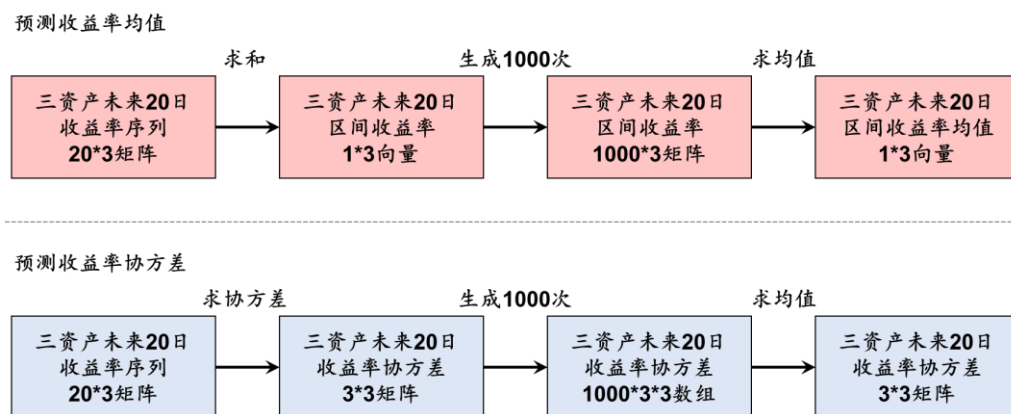 预测收益率均值
求和
生成1000次
求均值
三资产未来20日
收益率序列
20*3矩阵
三资产未来20日
区间收益率
1*3向量
三资产未来20日
区间收益率
1000*3矩阵
三资产未来20日
区间收益率均值
1*3向量
预测收益率协方差
求协方差
生成1000次
求均值
三资产未来20日
收益率序列
20*3矩阵
三资产未来20日
收益率协方差
3*3矩阵
三资产未来20日
收益率协方差
1000*3*3数组
三资产未来20日
收益率协方差
3*3矩阵